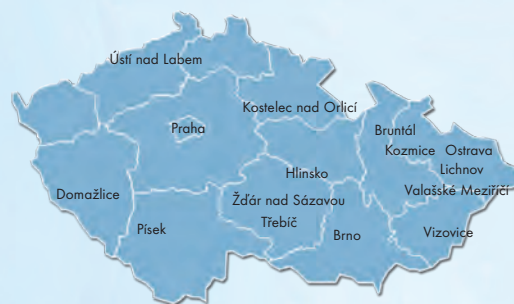 Ústí nad Labem
Kostelec nad Orlicí
Praha
Bruntál
Kozmice
Ostrava
Lichnov
Hlinsko
Valašské Meziříčí
Domažlice
Žďár nad Sázavou
Třebíč
Písek
Brno
Vizovice